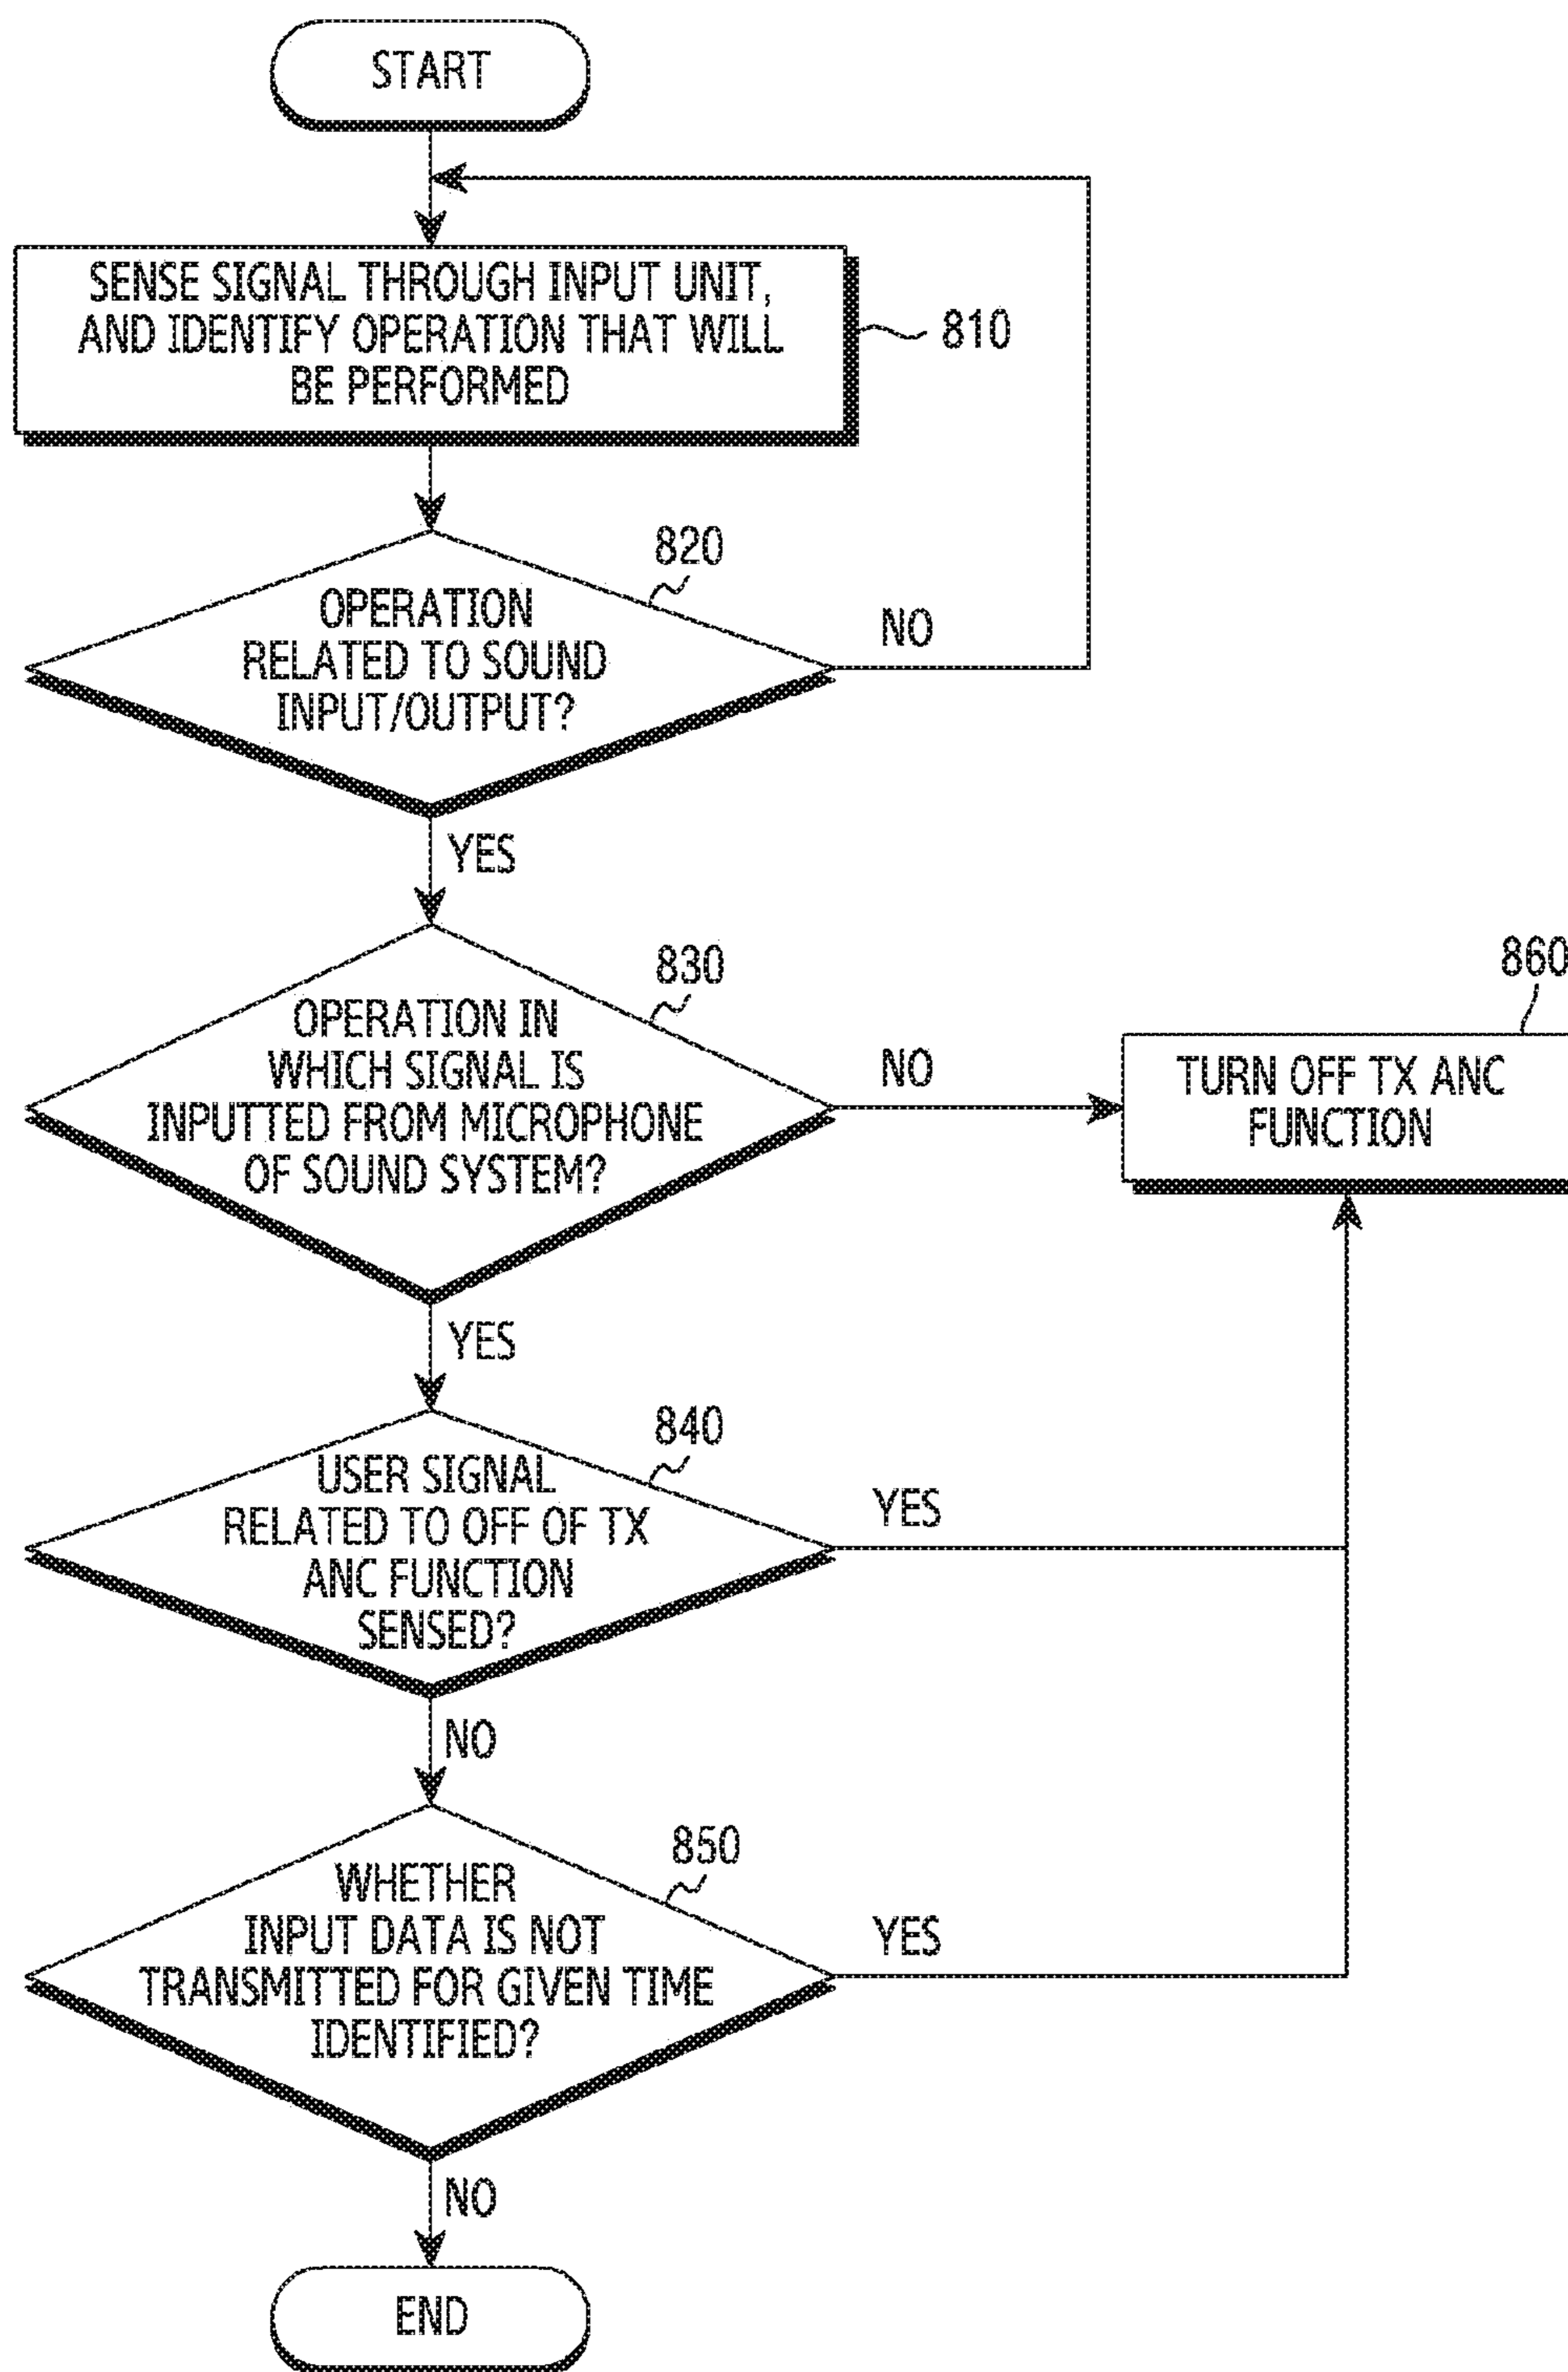 START
SENSE SIGNAL THROUGH INPUT UNIT,
AND IDENTIFY OPERATION THAT WILL
BE PERFORMED
810
820
OPERATION
RELATED TO SOUND
INPUT/OUTPUT?
NO
YES
830
OPERATION IN
WHICH SIGNAL IS
INPUTTED FROM MICROPHONE
OF SOUND SYSTEM?
NO
860
TURN OFF TX ANC
FUNCTION
YES
840
USER SIGNAL
RELATED TO OFF OF TX
ANC FUNCTION
SENSED?
YES
NO
850
WHETHER
INPUT DATA IS NOT
TRANSMITTED FOR GIVEN TIME
IDENTIFIED?
YES
NO
END